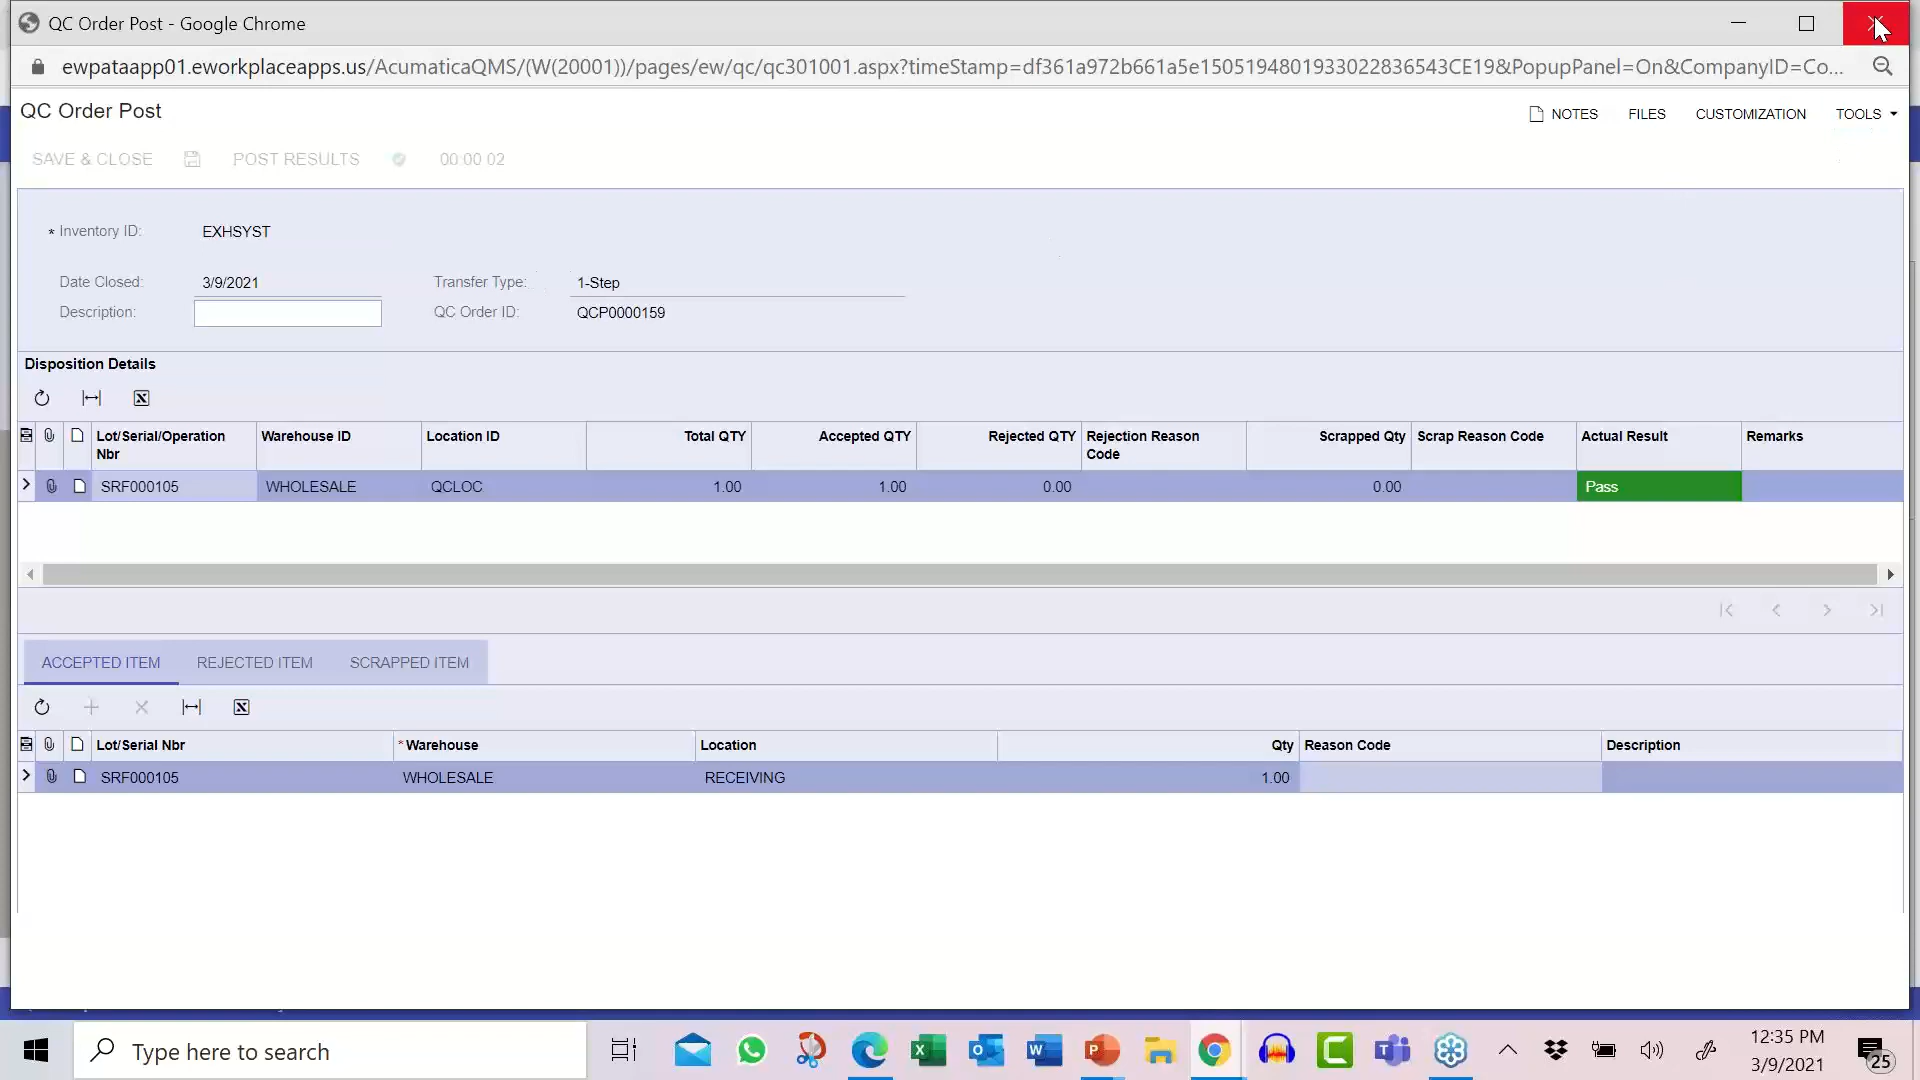 QC Order Post - Google Chrome
ewpataapp01.eworkplaceapps.us/AcumaticaQMS/(W(20001))/pages/ew/qc/qc301001.aspx?timeStamp=df361a972b661a5e1505194801933022836543CE19&PopupPanel=On&CompanyID=Co...
QC Order Post
NOTES FILES CUSTOMIZATION TOOLS
SAVE & CLOSE POST RESULTS 00:00 02
* Inventory ID: EXHSYST
Date Closed: 3/9/2021 Transfer Type: 1-Step
Description: QC Order ID: QCP0000159
Disposition Details
Lot/Serial/Operation Nbr Warehouse ID Location ID Total QTY Accepted QTY Rejected QTY Rejection Reason Code Scrapped Qty Scrap Reason Code Actual Result Remarks
SRF000105 WHOLESALE QCLOC 1.00 1.00 0.00 0.00 Pass
ACCEPTED ITEM REJECTED ITEM SCRAPPED ITEM
Lot/Serial Nbr * Warehouse Location Qty Reason Code Description
SRF000105 WHOLESALE RECEIVING 1.00
Type here to search
12:35 PM
3/9/2021
25